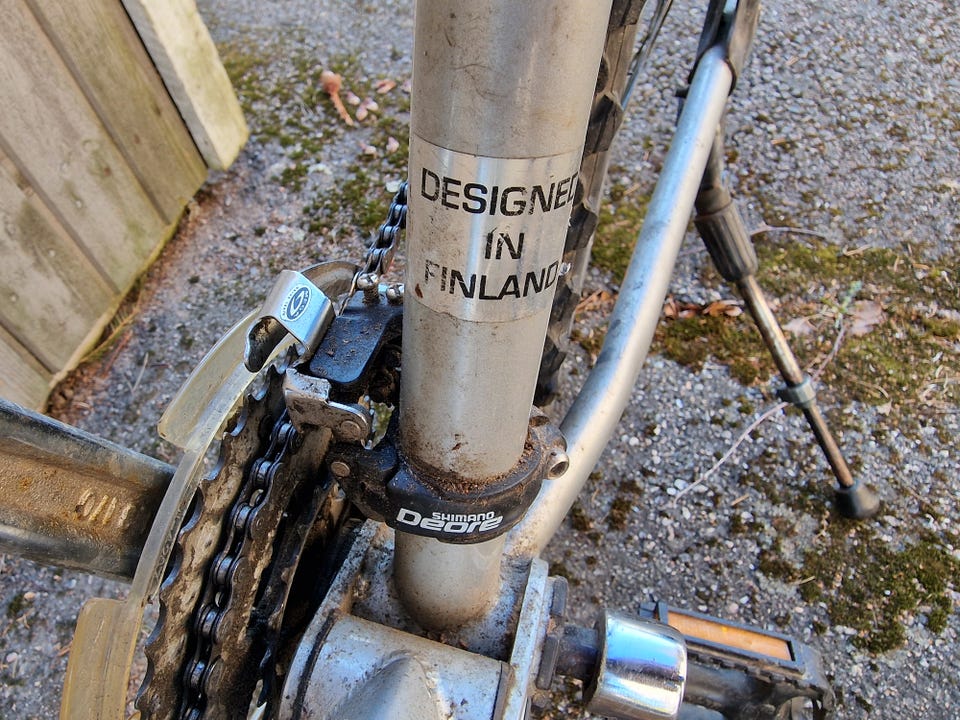 DESIGNED
IN
FINLAND
SHIMANO
Deore